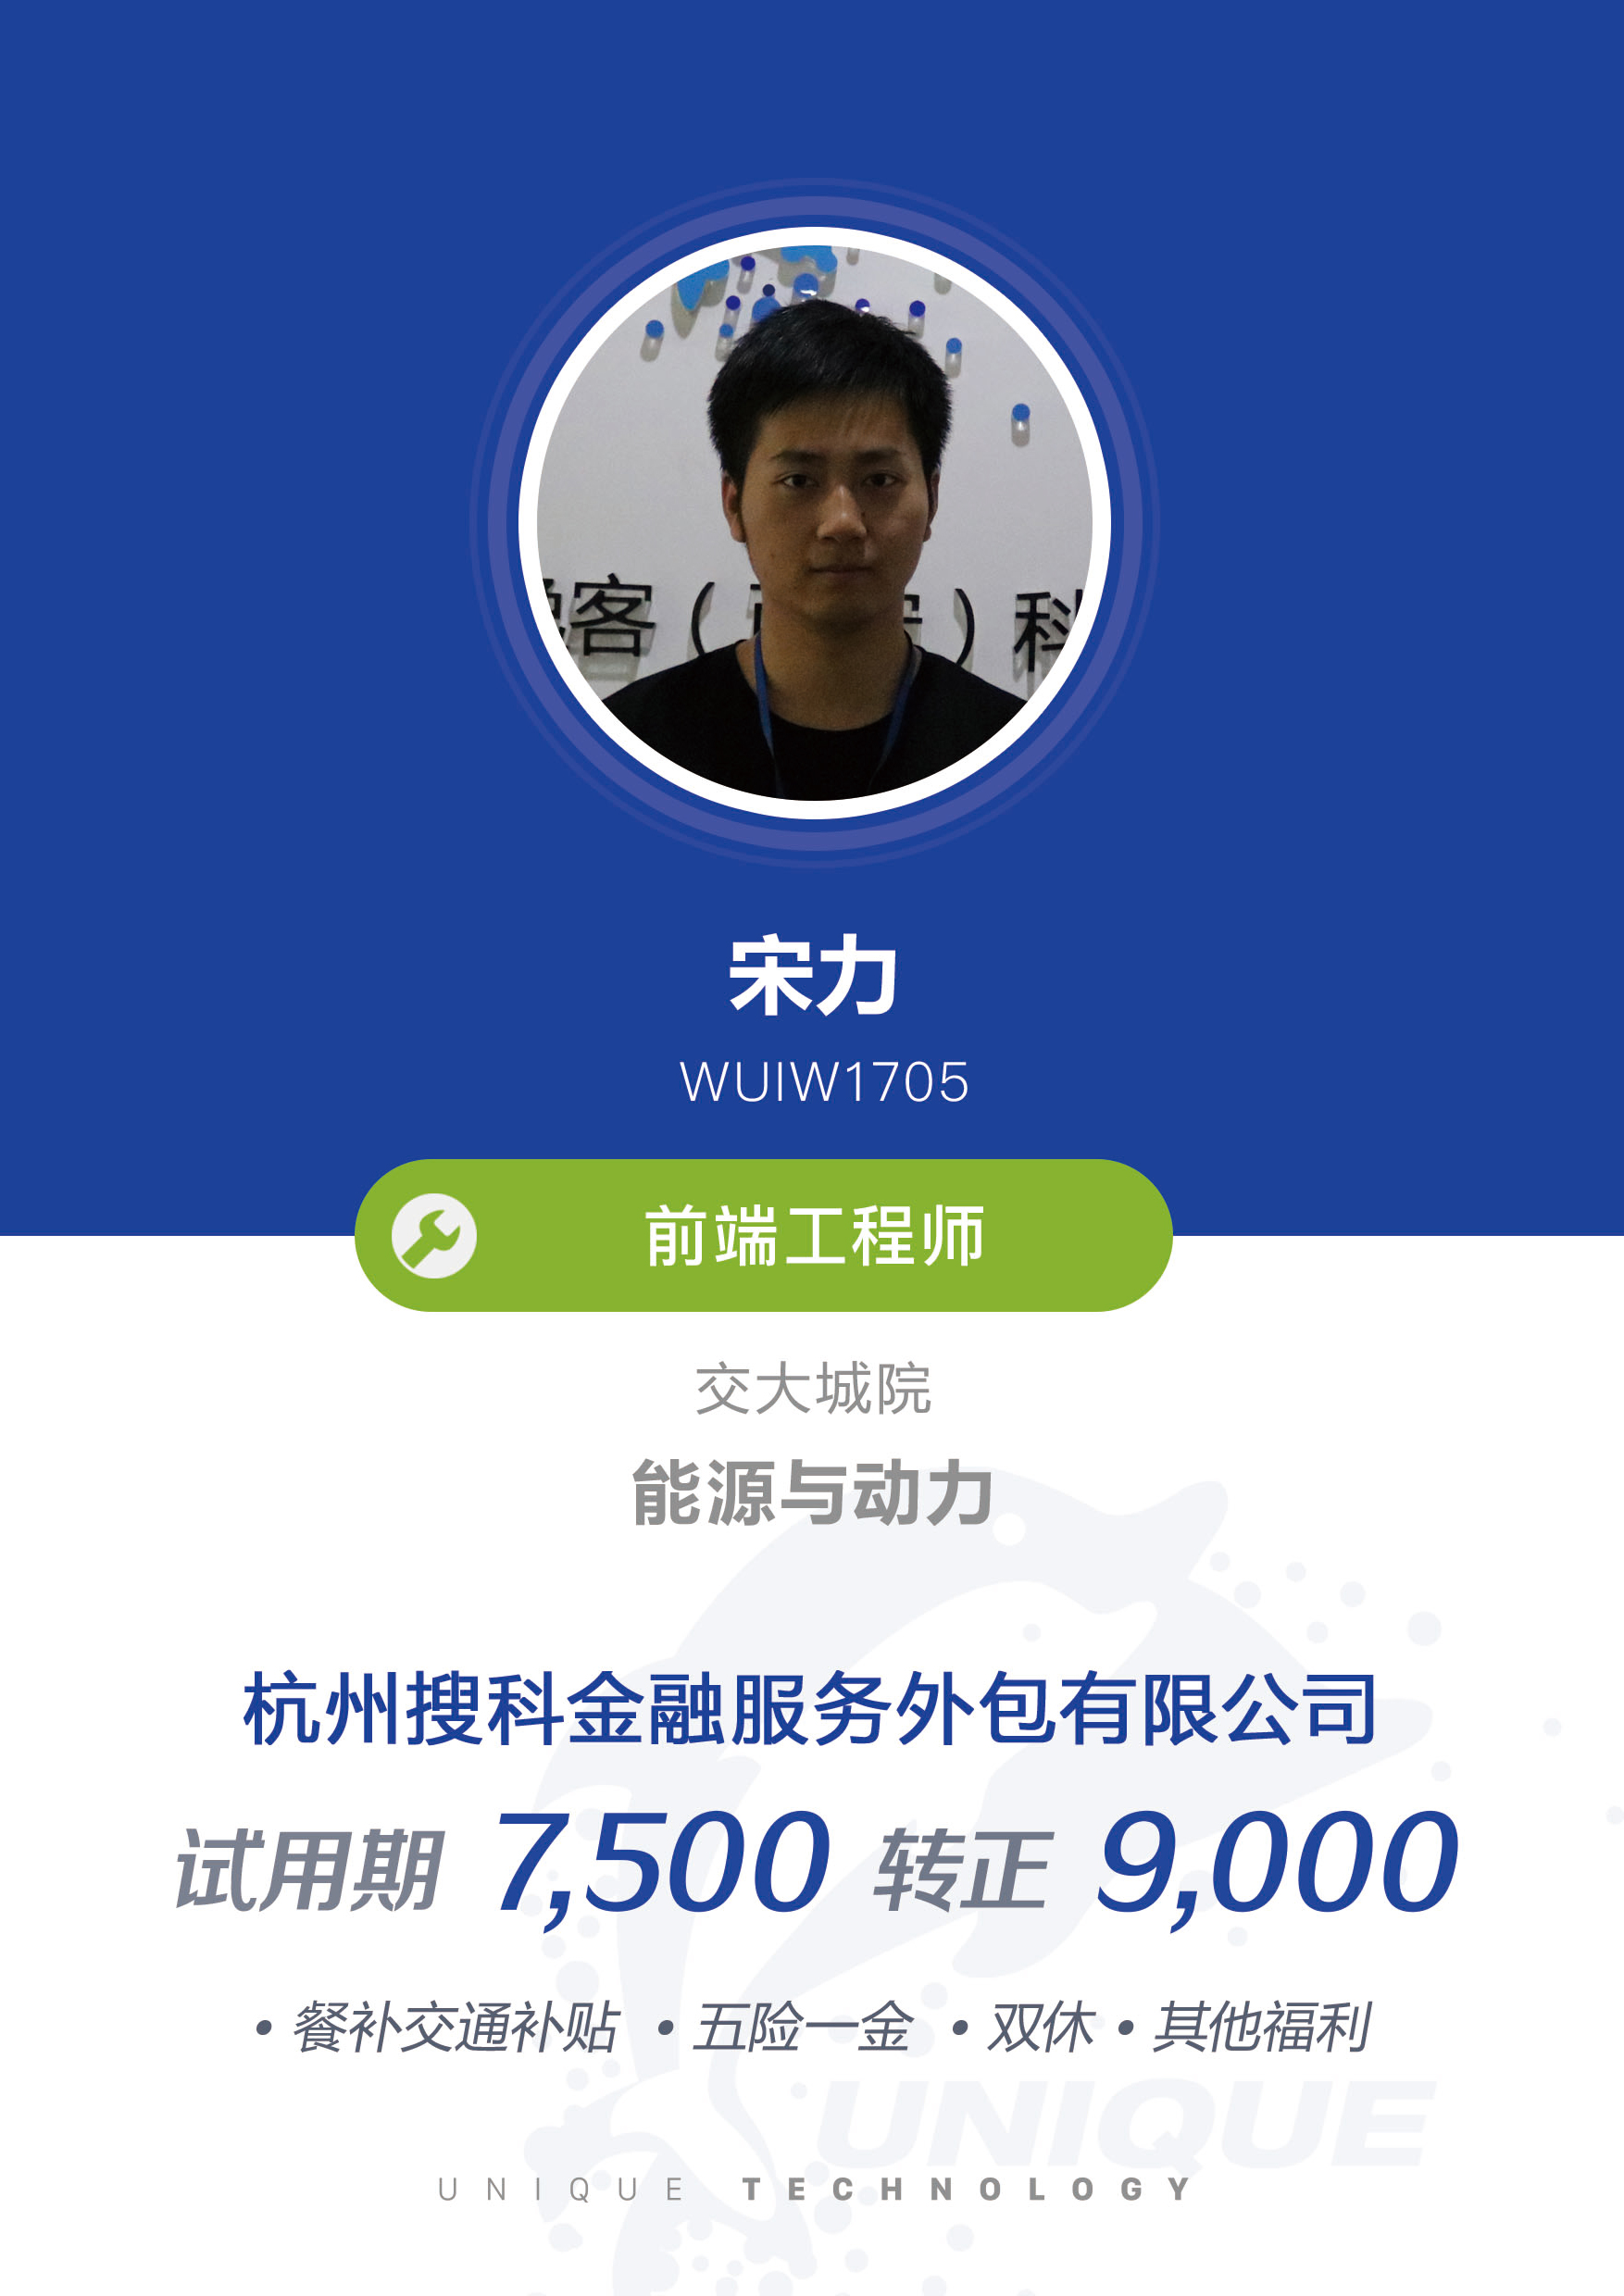 客（
）科
宋力
WUIW1705
前端工程师
交大城院
能源与动力
杭州搜科金融服务外包有限公司
试用期 7,500 转正 9,000
• 餐补交通补贴 • 五险一金 • 双休 • 其他福利
UNIQUE
UNIQUE TECHNOLOGY